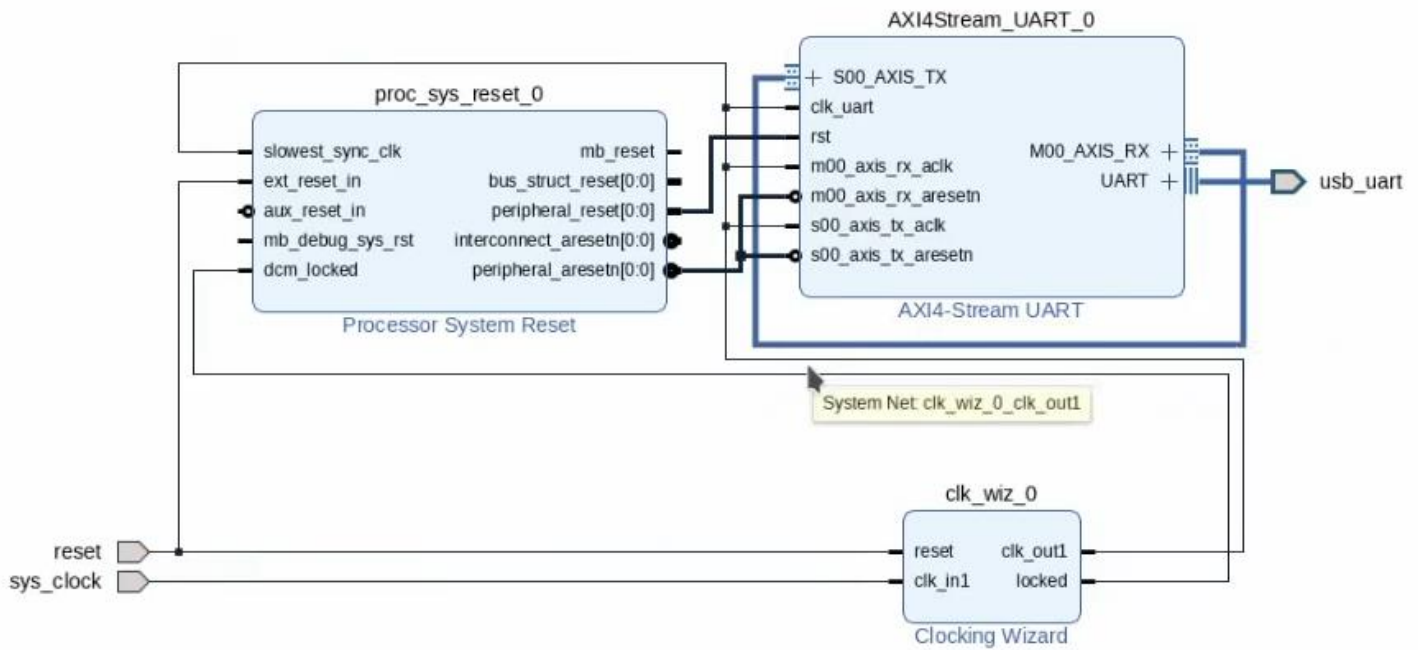 AXI4Stream_UART_0
S00_AXIS_TX
clk_uart
rst
m00_axis_rx_aclk
m00_axis_rx_aresetn
s00_axis_tx_aclk
s00_axis_tx_aresetn
M00_AXIS_RX
UART
AXI4-Stream UART
usb_uart
proc_sys_reset_0
slowest_sync_clk
ext_reset_in
aux_reset_in
mb_debug_sys_rst
dcm_locked
mb_reset
bus_struct_reset[0:0]
peripheral_reset[0:0]
interconnect_aresetn[0:0]
peripheral_aresetn[0:0]
Processor System Reset
System Net: clk_wiz_0_clk_out1
clk_wiz_0
reset
clk_in1
clk_out1
locked
Clocking Wizard
reset
sys_clock